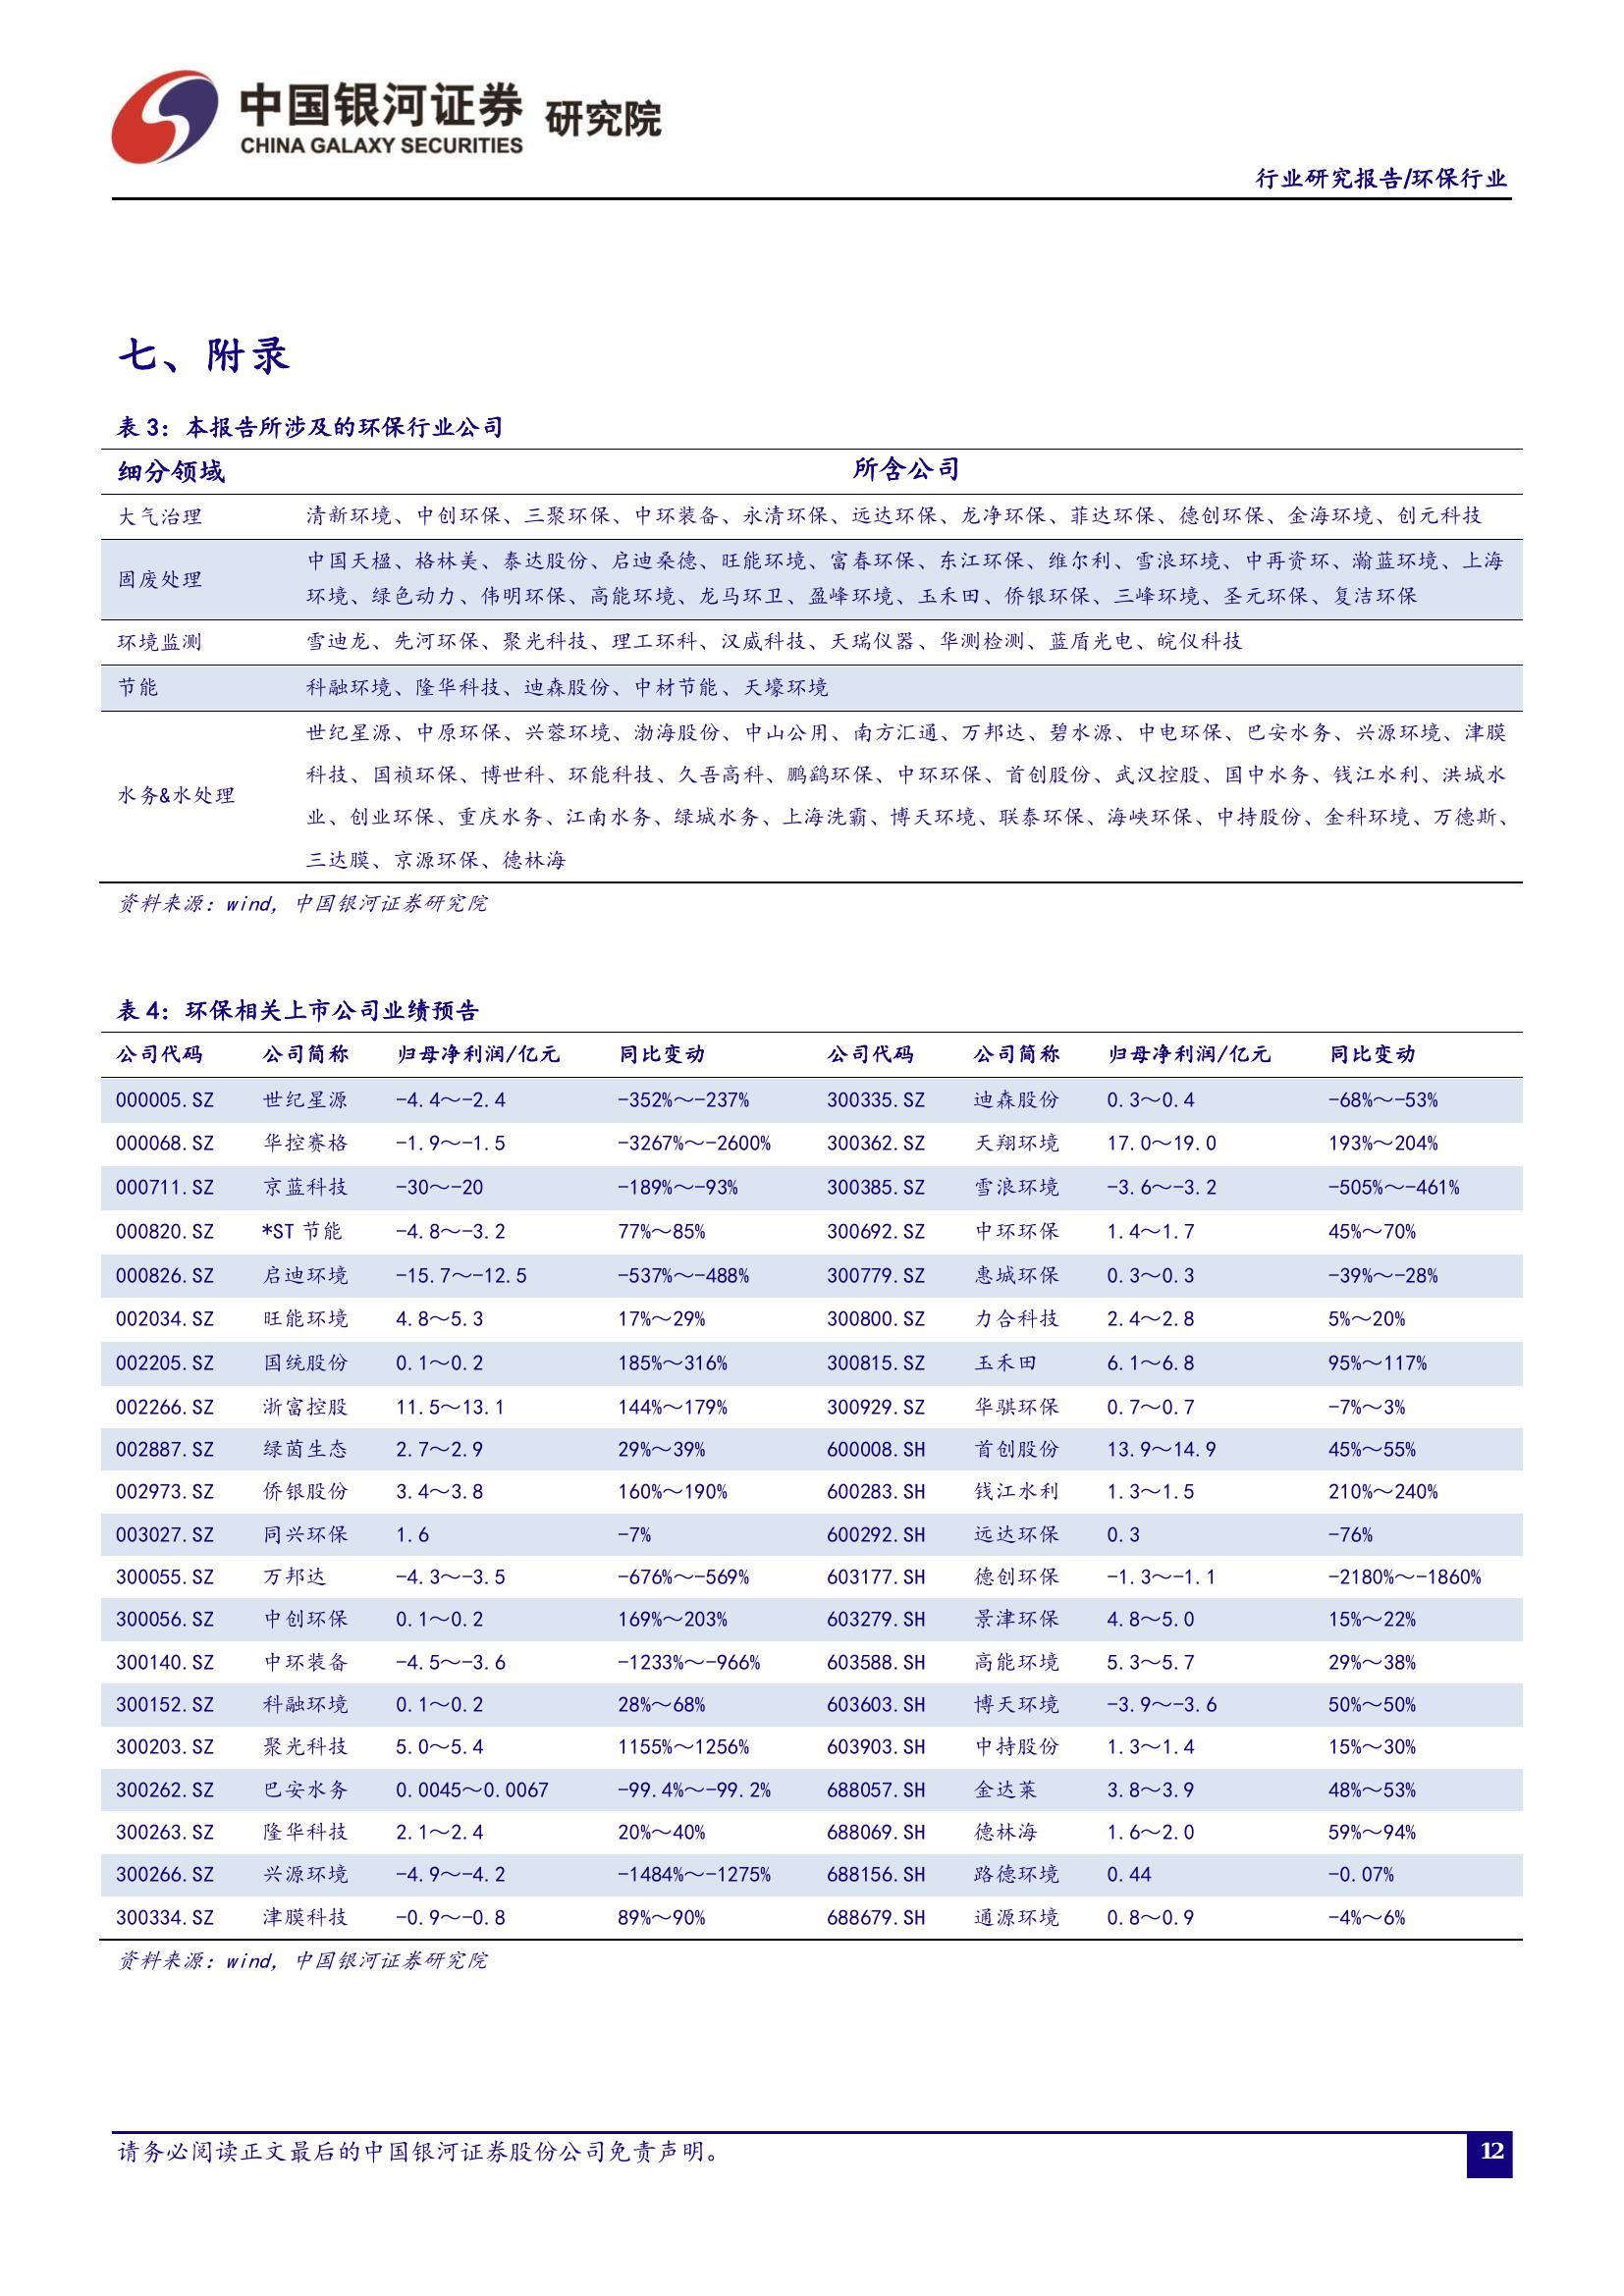 中国银河证券 研究院
CHINA GALAXY SECURITIES
行业研究报告/环保行业
七、附录
表 3：本报告所涉及的环保行业公司
细分领域 所含公司
大气治理 清新环境、中创环保、三聚环保、中环装备、永清环保、远达环保、龙净环保、菲达环保、德创环保、金海环境、创元科技
固废处理 中国天楹、格林美、泰达股份、启迪桑德、旺能环境、富春环保、东江环保、维尔利、雪浪环境、中再资环、瀚蓝环境、上海
环境、绿色动力、伟明环保、高能环境、龙马环卫、盈峰环境、玉禾田、侨银环保、三峰环境、圣元环保、复洁环保
环境监测 雪迪龙、先河环保、聚光科技、理工环科、汉威科技、天瑞仪器、华测检测、蓝盾光电、皖仪科技
节能 科融环境、隆华科技、迪森股份、中材节能、天壕环境
世纪星源、中原环保、兴蓉环境、渤海股份、中山公用、南方汇通、万邦达、碧水源、中电环保、巴安水务、兴源环境、津膜
科技、国祯环保、博世科、环能科技、久吾高科、鹏鹞环保、中环环保、首创股份、武汉控股、国中水务、钱江水利、洪城水
水务&水处理
业、创业环保、重庆水务、江南水务、绿城水务、上海洗霸、博天环境、联泰环保、海峡环保、中持股份、金科环境、万德斯、
三达膜、京源环保、德林海
资料来源：wind，中国银河证券研究院
表 4：环保相关上市公司业绩预告
公司代码 公司简称 归母净利润/亿元 同比变动 公司代码 公司简称 归母净利润/亿元 同比变动
000005.SZ 世纪星源 -4.4～-2.4 -352%～-237% 300335.SZ 迪森股份 0.3～0.4 -68%～-53%
000068.SZ 华控赛格 -1.9～-1.5 -3267%～-2600% 300362.SZ 天翔环境 17.0～19.0 193%～204%
000711.SZ 京蓝科技 -30～-20 -189%～-93% 300385.SZ 雪浪环境 -3.6～-3.2 -505%～-461%
000820.SZ *ST 节能 -4.8～-3.2 77%～85% 300692.SZ 中环环保 1.4～1.7 45%～70%
000826.SZ 启迪环境 -15.7～-12.5 -537%～-488% 300779.SZ 惠城环保 0.3～0.3 -39%～-28%
002034.SZ 旺能环境 4.8～5.3 17%～29% 300800.SZ 力合科技 2.4～2.8 5%～20%
002205.SZ 国统股份 0.1～0.2 185%～316% 300815.SZ 玉禾田 6.1～6.8 95%～117%
002266.SZ 浙富控股 11.5～13.1 144%～179% 300929.SZ 华骐环保 0.7～0.7 -7%～3%
002887.SZ 绿茵生态 2.7～2.9 29%～39% 600008.SH 首创股份 13.9～14.9 45%～55%
002973.SZ 侨银股份 3.4～3.8 160%～190% 600283.SH 钱江水利 1.3～1.5 210%～240%
003027.SZ 同兴环保 1.6 -7% 600292.SH 远达环保 0.3 -76%
300055.SZ 万邦达 -4.3～-3.5 -676%～-569% 603177.SH 德创环保 -1.3～-1.1 -2180%～-1860%
300056.SZ 中创环保 0.1～0.2 169%～203% 603279.SH 景津环保 4.8～5.0 15%～22%
300140.SZ 中环装备 -4.5～-3.6 -1233%～-966% 603588.SH 高能环境 5.3～5.7 29%～38%
300152.SZ 科融环境 0.1～0.2 28%～68% 603603.SH 博天环境 -3.9～-3.6 50%～50%
300203.SZ 聚光科技 5.0～5.4 1155%～1256% 603903.SH 中持股份 1.3～1.4 15%～30%
300262.SZ 巴安水务 0.0045～0.0067 -99.4%～-99.2% 688057.SH 金达莱 3.8～3.9 48%～53%
300263.SZ 隆华科技 2.1～2.4 20%～40% 688069.SH 德林海 1.6～2.0 59%～94%
300266.SZ 兴源环境 -4.9～-4.2 -1484%～-1275% 688156.SH 路德环境 0.44 -0.07%
300334.SZ 津膜科技 -0.9～-0.8 89%～90% 688679.SH 通源环境 0.8～0.9 -4%～6%
资料来源：wind，中国银河证券研究院
请务必阅读正文最后的中国银河证券股份公司免责声明。
12